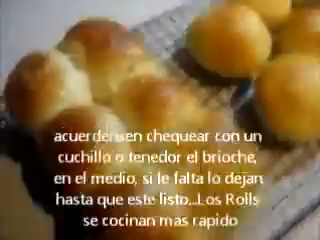 acuerdensen chequear con un
cuchillo o tenedor el brioche,
en el medio, si le falta lo dejan
hasta que este listo,..Los Rolls
se cocinan mas rapido